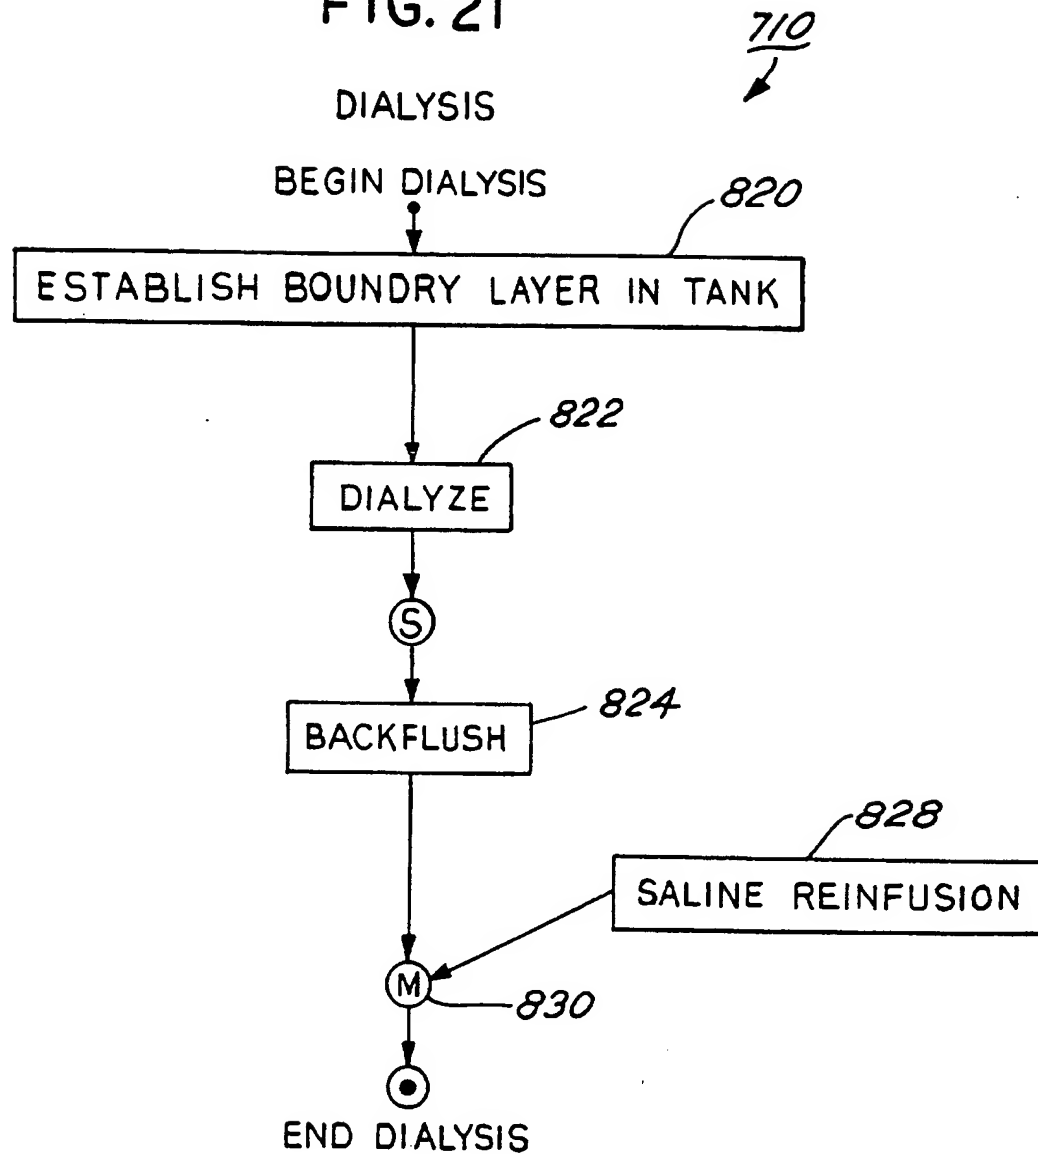 FIG. 21
710
DIALYSIS
BEGIN DIALYSIS
820
ESTABLISH BOUNDRY LAYER IN TANK
822
DIALYZE
S
824
BACKFLUSH
828
SALINE REINFUSION
M
830
END DIALYSIS